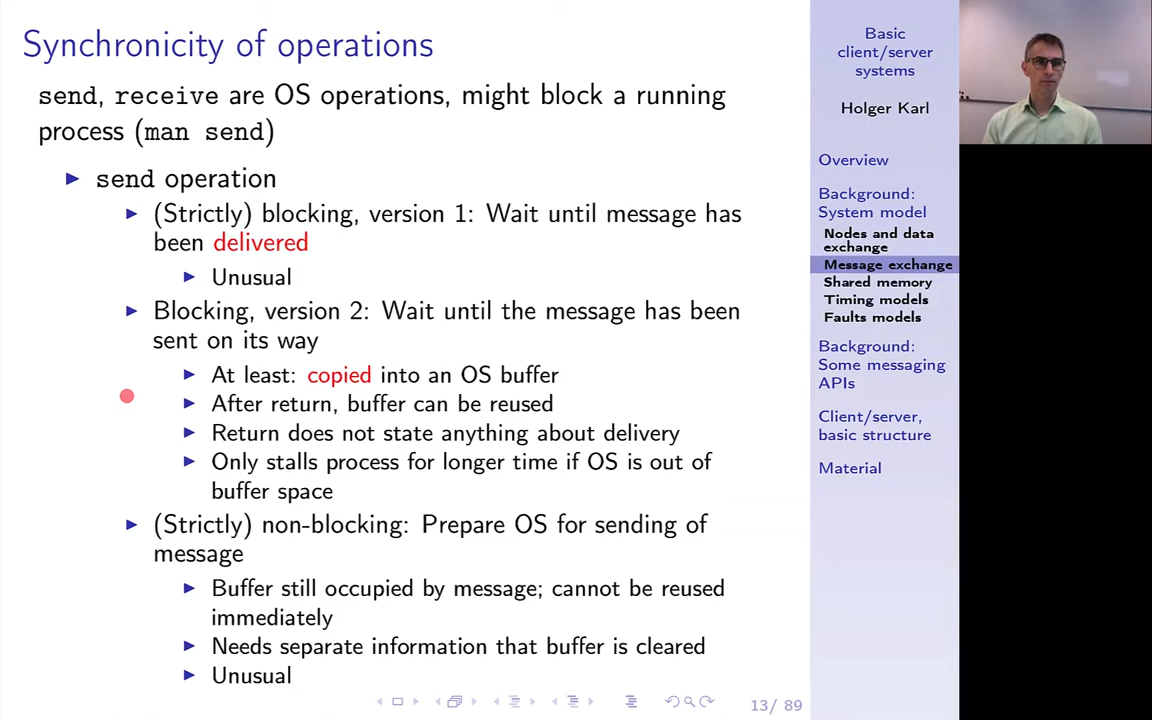 Synchronicity of operations
send, receive are OS operations, might block a running
process (man send)
send operation
(Strictly) blocking, version 1: Wait until message has
been delivered
Unusual
Blocking, version 2: Wait until the message has been
sent on its way
At least: copied into an OS buffer
After return, buffer can be reused
Return does not state anything about delivery
Only stalls process for longer time if OS is out of
buffer space
(Strictly) non-blocking: Prepare OS for sending of
message
Buffer still occupied by message; cannot be reused
immediately
Needs separate information that buffer is cleared
Unusual
13/ 89
Basic
client/server
systems
Holger Karl
Overview
Background:
System model
Nodes and data
exchange
Message exchange
Shared memory
Timing models
Faults models
Background:
Some messaging
APIs
Client/server,
basic structure
Material